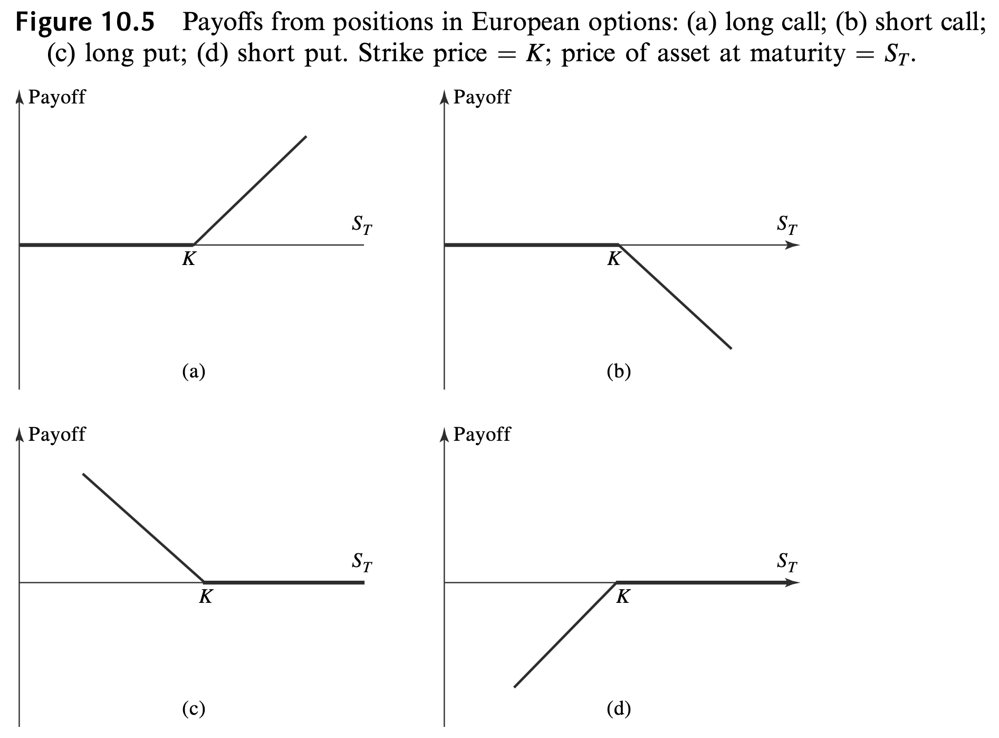 Figure 10.5 Payoffs from positions in European options: (a) long call; (b) short call;
(c) long put; (d) short put. Strike price = K; price of asset at maturity = S_T.
Payoff
S_T
K
(a)
Payoff
S_T
K
(b)
Payoff
S_T
K
(c)
Payoff
S_T
K
(d)